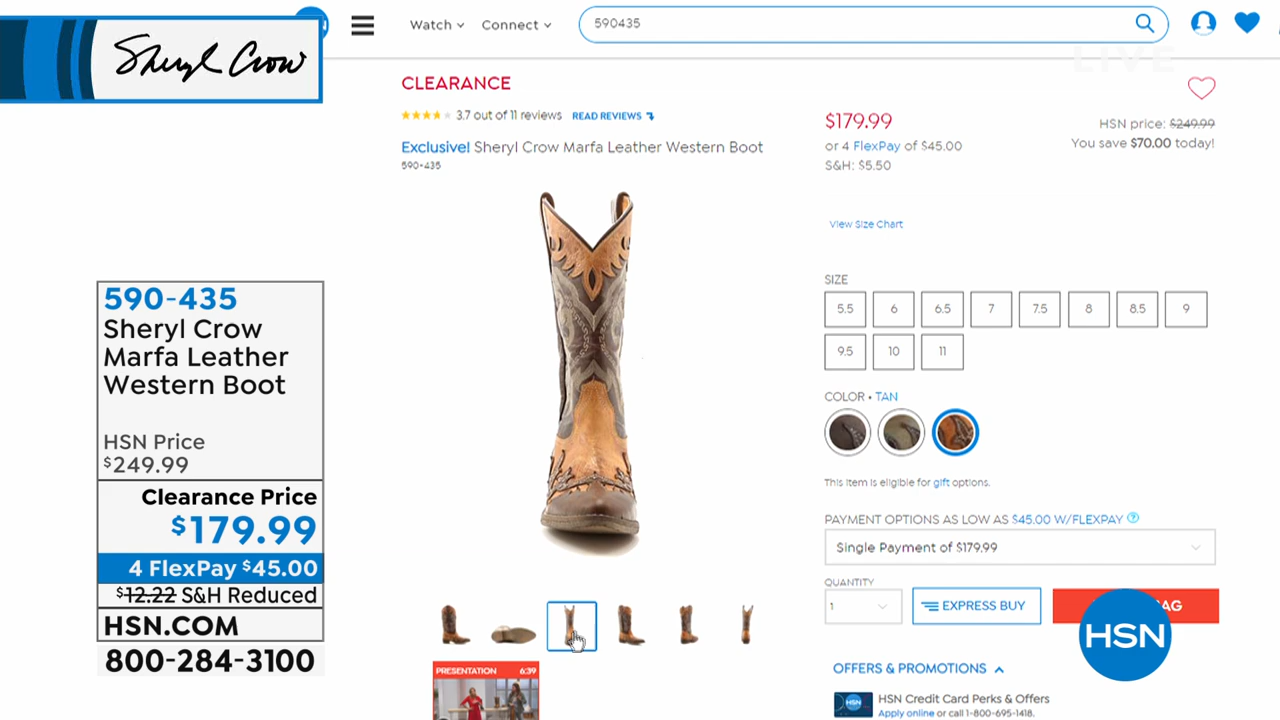 Sheryl Crow
Watch
Connect
590435
LIVE
CLEARANCE
3.7 out of 11 reviews READ REVIEWS
Exclusive! Sheryl Crow Marfa Leather Western Boot
590-435
$179.99
or 4 FlexPay of $45.00
S&H: $5.50
HSN price: $249.99
You save $70.00 today!
View Size Chart
SIZE
5.5 6 6.5 7 7.5 8 8.5 9
9.5 10 11
COLOR • TAN
This item is eligible for gift options.
PAYMENT OPTIONS AS LOW AS $45.00 W/FLEXPAY ?
Single Payment of $179.99
QUANTITY
1
EXPRESS BUY
AG
HSN
OFFERS & PROMOTIONS
HSN
HSN Credit Card Perks & Offers
Apply online or call 1-800-695-1418.
PRESENTATION 6:39
590-435
Sheryl Crow
Marfa Leather
Western Boot
HSN Price
$249.99
Clearance Price
$179.99
4 FlexPay $45.00
$12.22 S&H Reduced
HSN.COM
800-284-3100